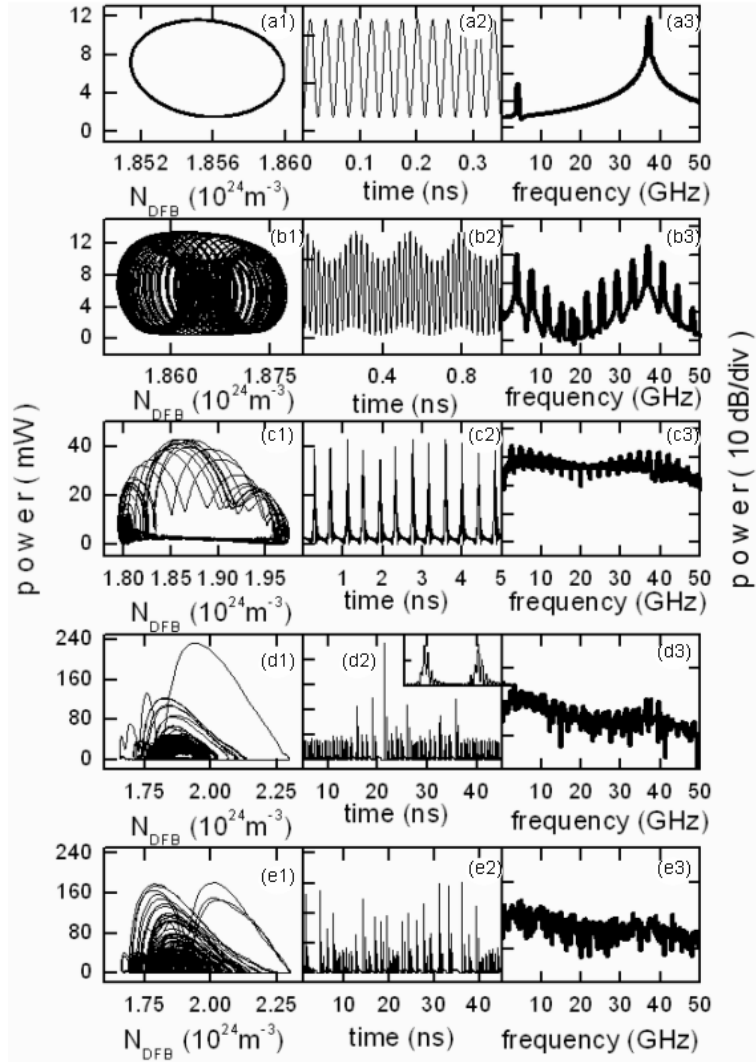 (a1) (a2) (a3)
12
8
4
0
1.852 1.856 1.860 0.1 0.2 0.3 10 20 30 40 50
N_DFB (10^24 m^-3) time (ns) frequency (GHz)
(b1) (b2) (b3)
12
8
4
0
1.860 1.875 0.4 0.8 10 20 30 40 50
N_DFB (10^24 m^-3) time (ns) frequency (GHz)
(c1) (c2) (c3)
40
20
0
1.80 1.85 1.90 1.95 1 2 3 4 5 10 20 30 40 50
N_DFB (10^24 m^-3) time (ns) frequency (GHz)
(d1) (d2) (d3)
240
160
80
0
1.75 2.00 2.25 10 20 30 40 10 20 30 40 50
N_DFB (10^24 m^-3) time (ns) frequency (GHz)
(e1) (e2) (e3)
240
160
80
0
1.75 2.00 2.25 10 20 30 40 10 20 30 40 50
N_DFB (10^24 m^-3) time (ns) frequency (GHz)
power (mW)
power (10 dB/div)